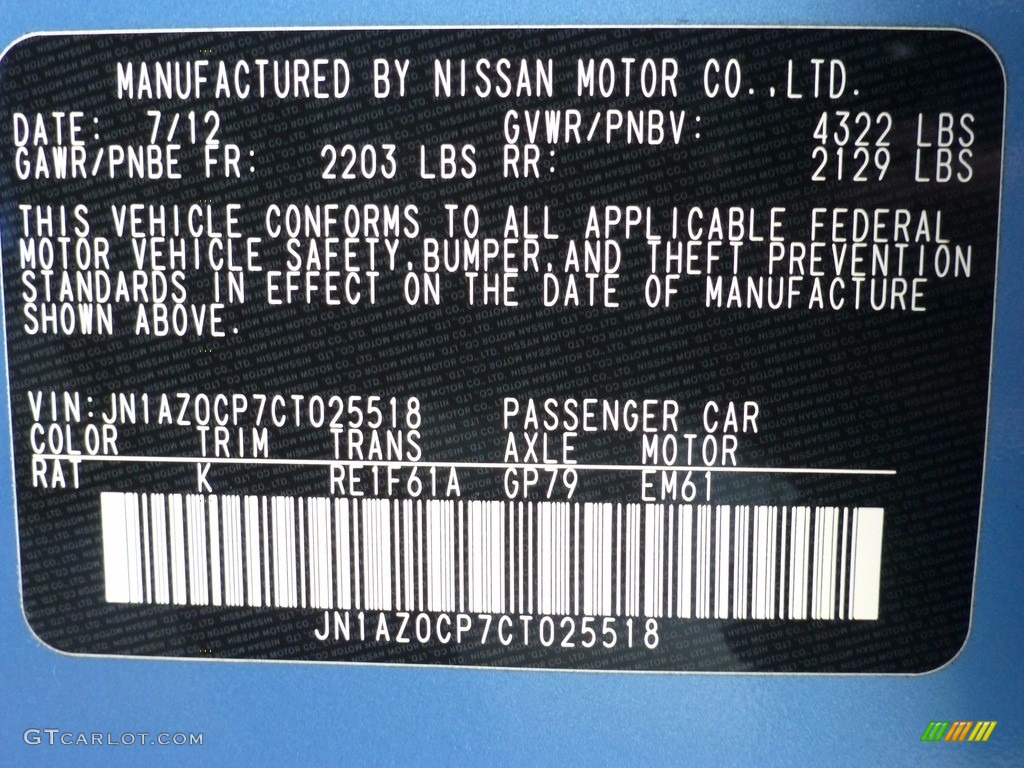 MANUFACTURED BY NISSAN MOTOR CO.,LTD.
DATE: 7/12 GVWR/PNBV: 4322 LBS
GAWR/PNBE FR: 2203 LBS RR: 2129 LBS
THIS VEHICLE CONFORMS TO ALL APPLICABLE FEDERAL
MOTOR VEHICLE SAFETY,BUMPER,AND THEFT PREVENTION
STANDARDS IN EFFECT ON THE DATE OF MANUFACTURE
SHOWN ABOVE.
VIN:JN1AZ0CP7CT025518 PASSENGER CAR
COLOR TRIM TRANS AXLE MOTOR
RAT K RE1F61A GP79 EM61
JN1AZ0CP7CT025518
GTcarlot.com